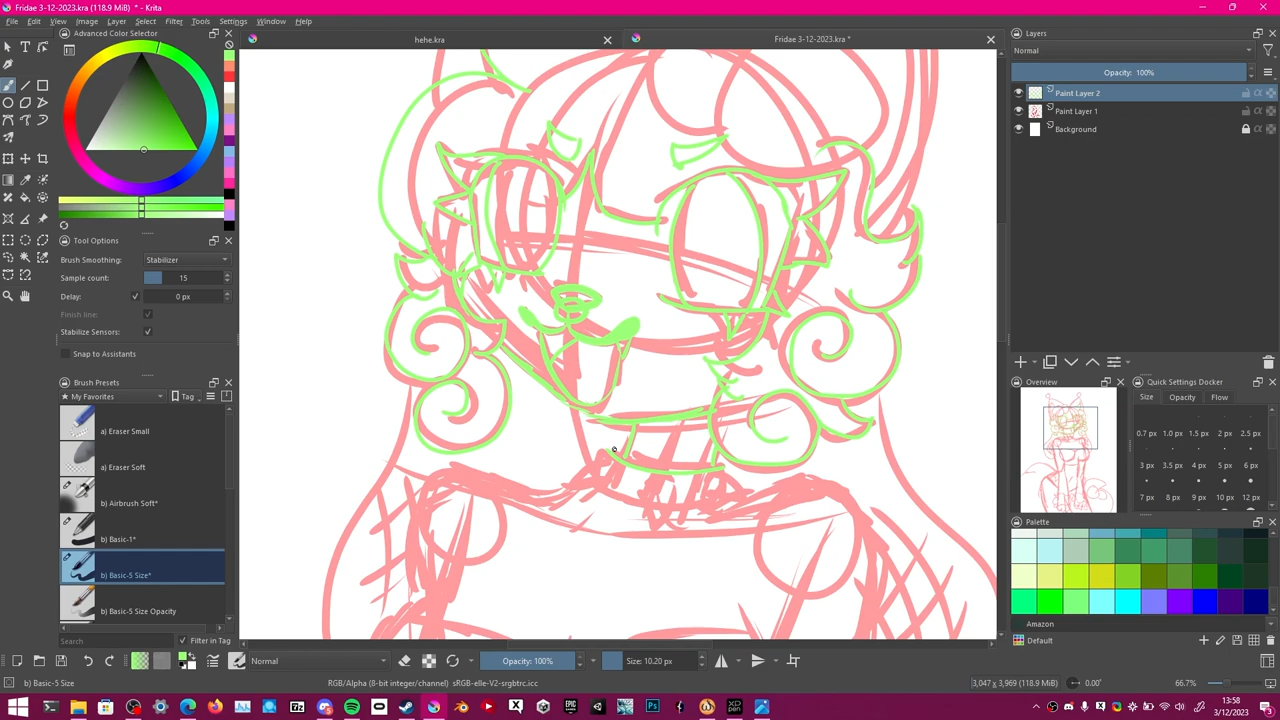 Fridae 3-12-2023.kra (118.9 MiB) * - Krita
File Edit View Image Layer Select Filter Tools Settings Window Help
Advanced Color Selector
hehe.kra
Fridae 3-12-2023.kra *
Layers
Normal
Opacity: 100%
Paint Layer 2
Paint Layer 1
Background
Tool Options
Brush Smoothing: Stabilizer
Sample count: 15
Delay: 0 px
Finish line:
Stabilize Sensors:
Snap to Assistants
Brush Presets
My Favorites
Tag
a) Eraser Small
a) Eraser Soft
b) Airbrush Soft*
b) Basic-1*
b) Basic-5 Size*
b) Basic-5 Size Opacity
Search
Filter in Tag
Overview
Quick Settings Docker
Size Opacity Flow
0.7 px 1.0 px 1.5 px 2 px 2.5 px
3 px 3.5 px 4 px 5 px 6 px
7 px 8 px 9 px 10 px 12 px
Palette
Amazon
Default
Normal
Opacity: 100%
Size: 10.20 px
b) Basic-5 Size
RGB/Alpha (8-bit integer/channel) sRGB-elle-V2-srgbtrc.icc
3,047 x 3,969 (118.9 MiB)
0.00°
66.7%
13:58
3/12/2023